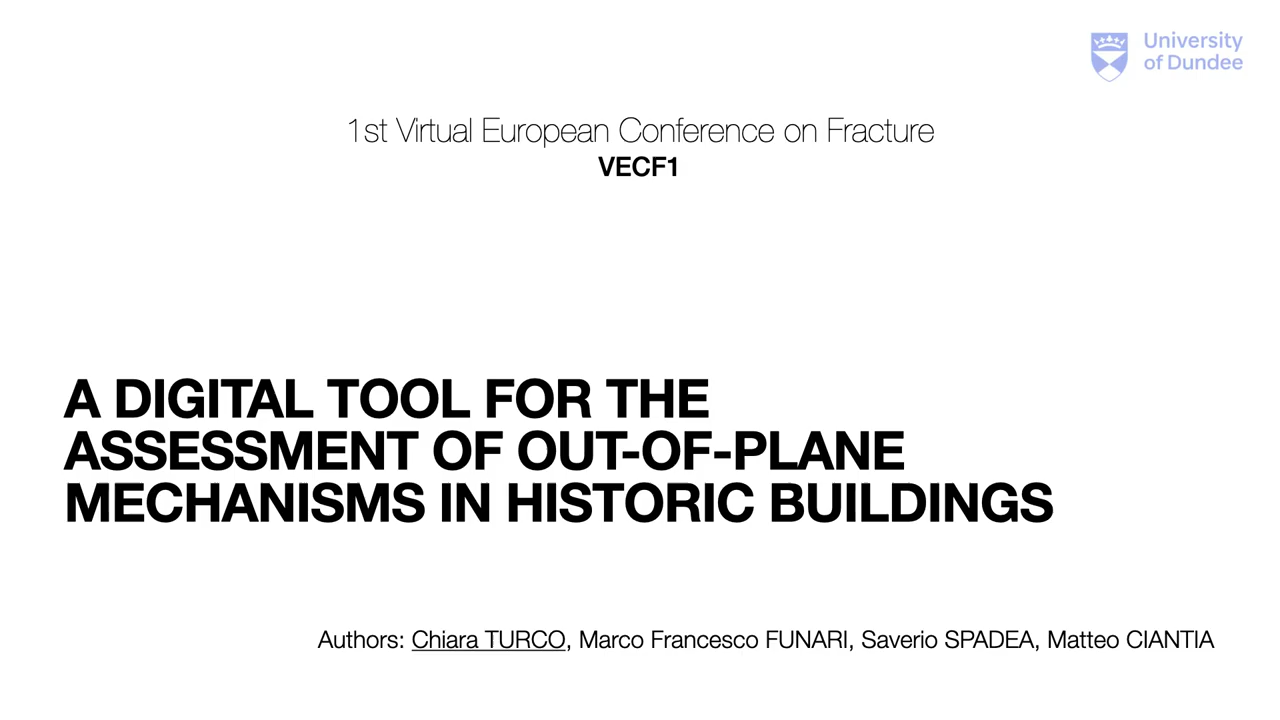 University
of Dundee
1st Virtual European Conference on Fracture
VECF1
A DIGITAL TOOL FOR THE
ASSESSMENT OF OUT-OF-PLANE
MECHANISMS IN HISTORIC BUILDINGS
Authors: Chiara TURCO, Marco Francesco FUNARI, Saverio SPADEA, Matteo CIANTIA